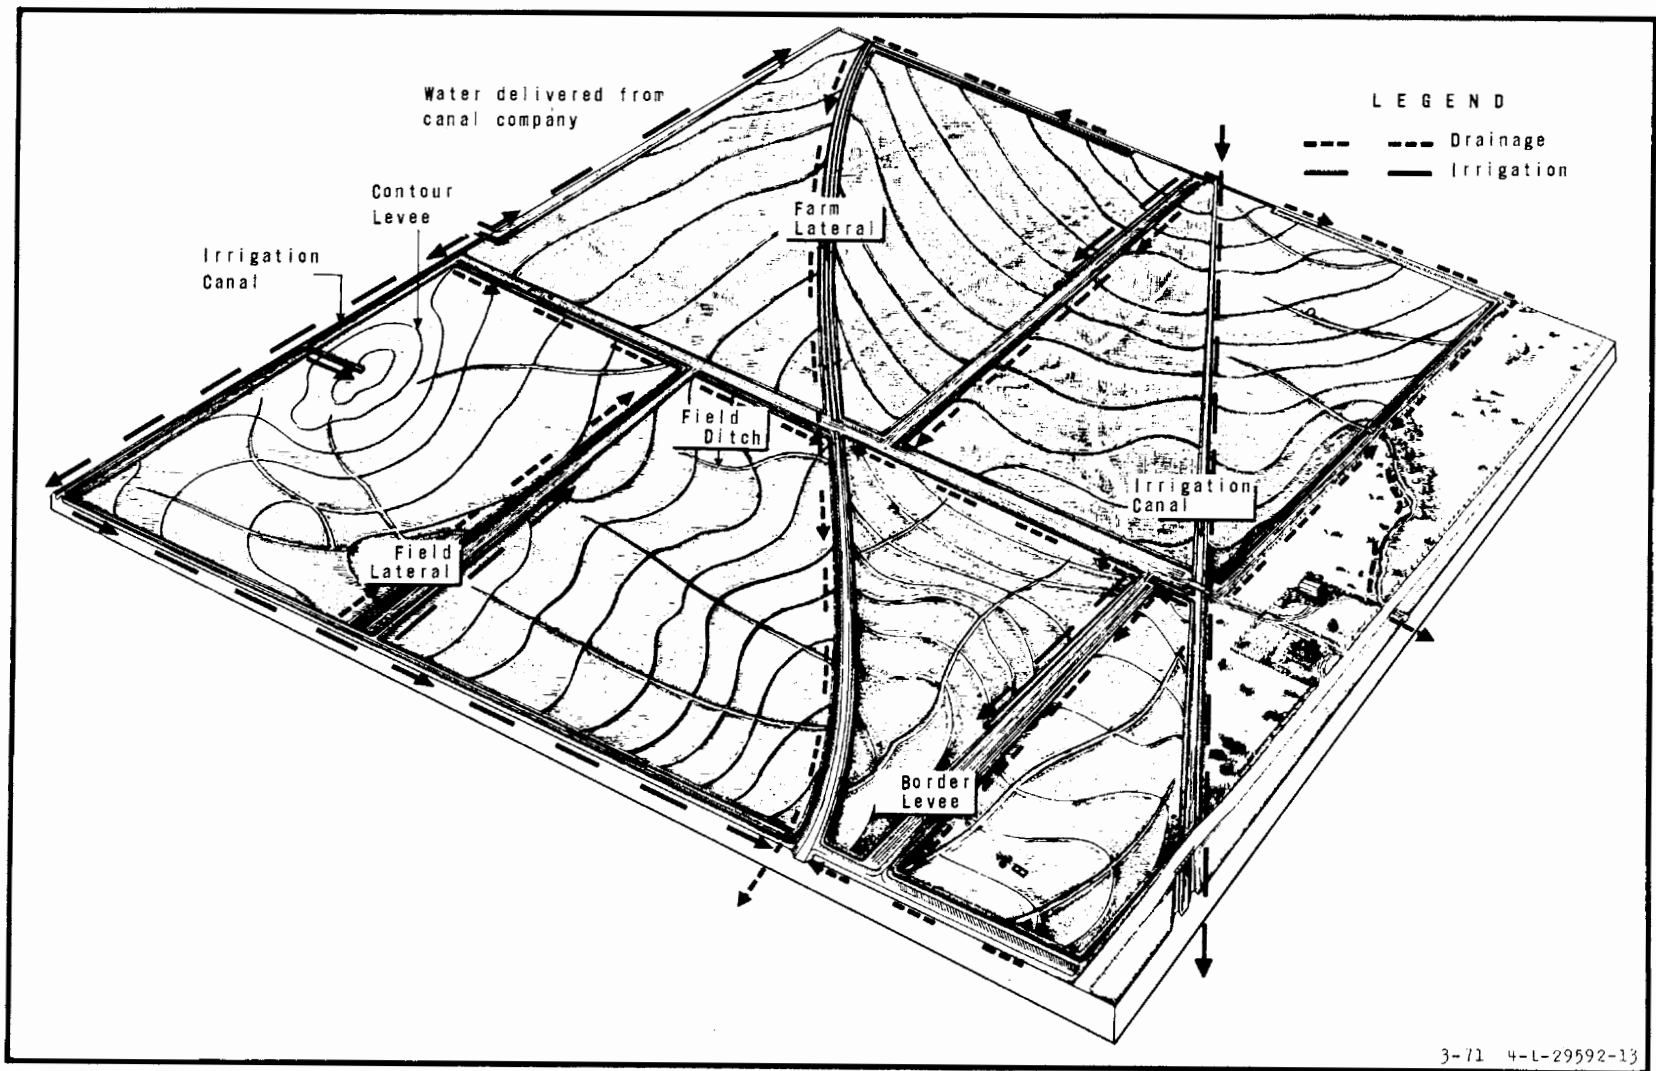 Water delivered from
canal company
LEGEND
Drainage
Irrigation
Contour
Levee
Irrigation
Canal
Farm
Lateral
Field
Ditch
Irrigation
Canal
Field
Lateral
Border
Levee
3-71 4-L-29592-13